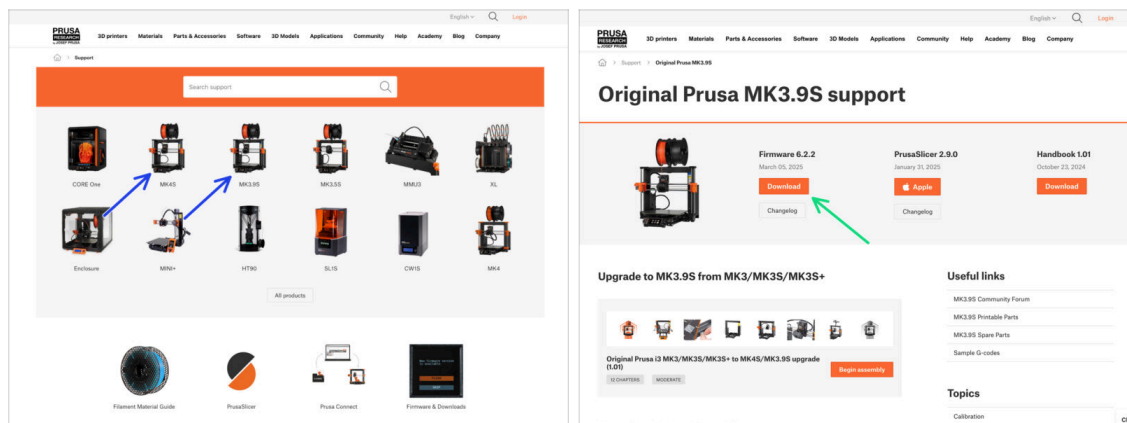 English
Login
PRUSA
RESEARCH
by JOSEF PRUSA
3D printers Materials Parts & Accessories Software 3D Models Applications Community Help Academy Blog Company
Support
Search support
CORE One MK4S MK3.9S MK3.5S MMU3 XL
Enclosure MINI+ HT90 SL1S CW1S MK4
All products
Filament Material Guide PrusaSlicer Prusa Connect Firmware & Downloads
English
Login
PRUSA
RESEARCH
by JOSEF PRUSA
3D printers Materials Parts & Accessories Software 3D Models Applications Community Help Academy Blog Company
Support > Original Prusa MK3.9S
Original Prusa MK3.9S support
Firmware 6.2.2 PrusaSlicer 2.9.0 Handbook 1.01
March 05, 2025 January 31, 2025 October 23, 2024
Download Apple Download
Changelog Changelog
Upgrade to MK3.9S from MK3/MK3S/MK3S+
Original Prusa i3 MK3/MK3S/MK3S+ to MK4S/MK3.9S upgrade
(1.01)
12 CHAPTERS MODERATE
Begin assembly
Useful links
MK3.9S Community Forum
MK3.9S Printable Parts
MK3.9S Spare Parts
Sample G-codes
Topics
Calibration